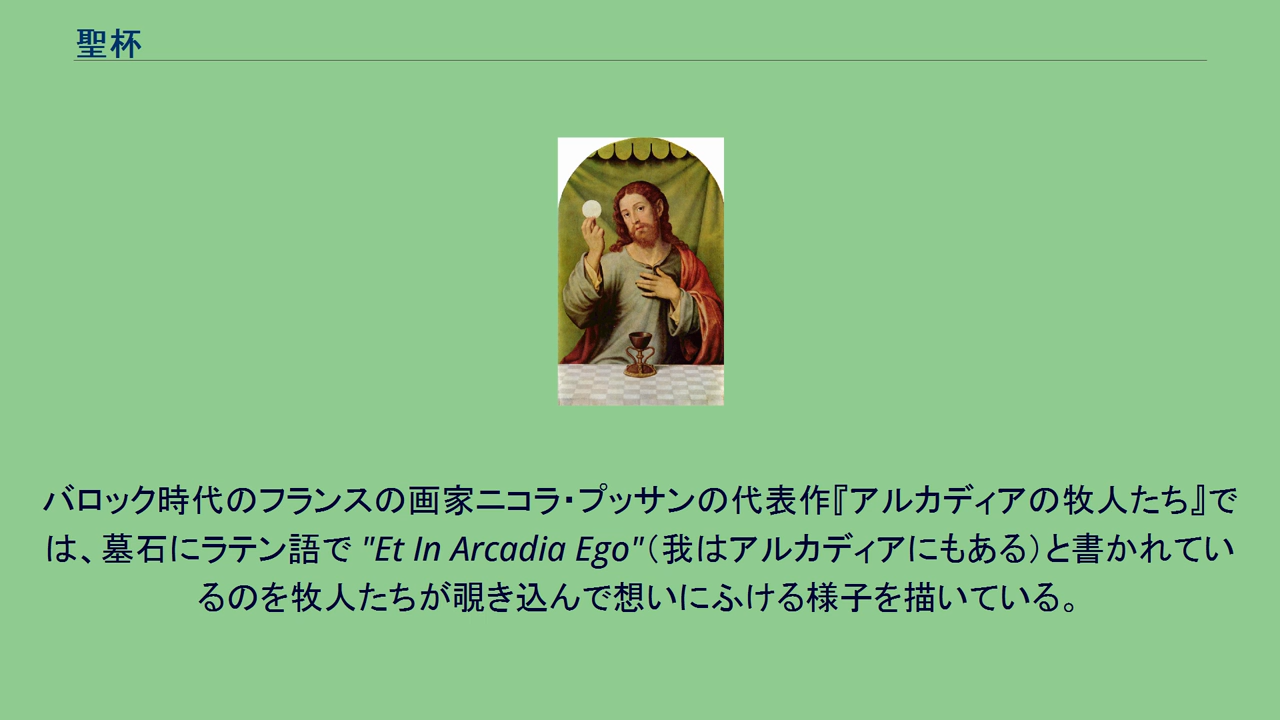 聖杯
バロック時代のフランスの画家ニコラ・プッサンの代表作『アルカディアの牧人たち』で
は、墓石にラテン語で "Et In Arcadia Ego"（我はアルカディアにもある）と書かれてい
るのを牧人たちが覗き込んで想いにふける様子を描いている。